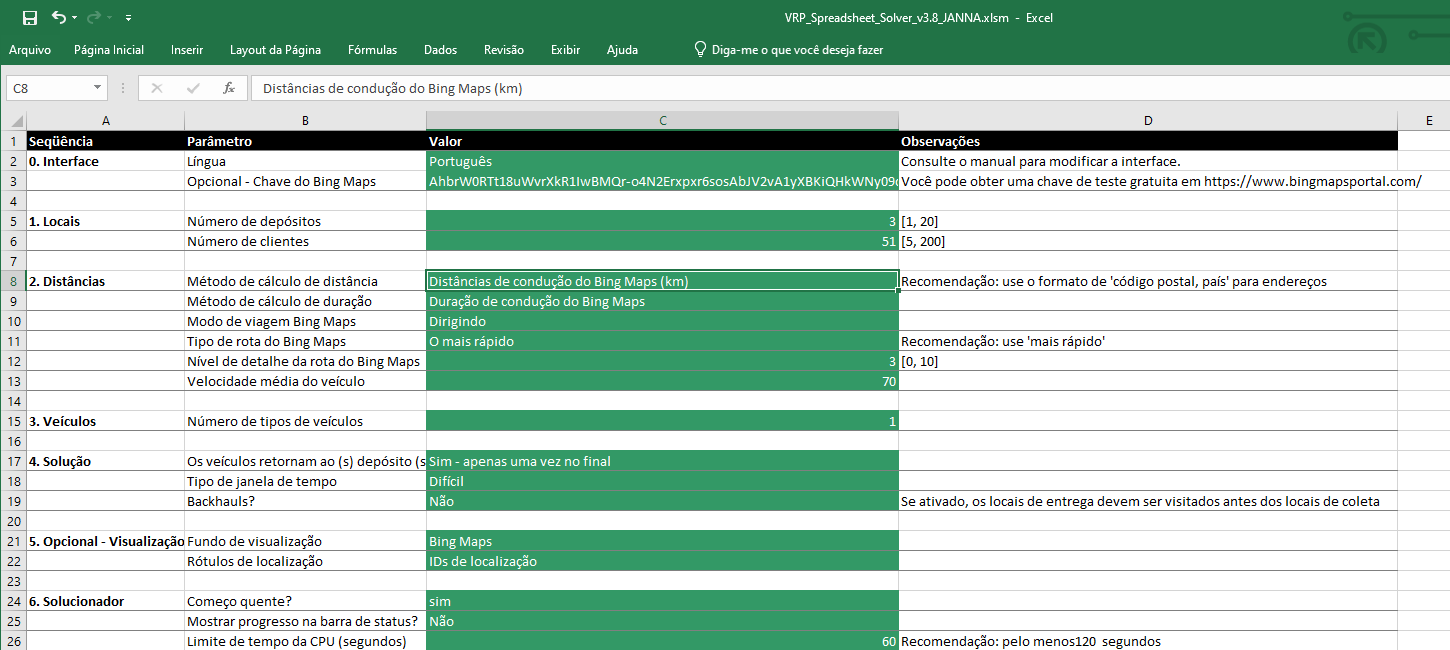 VRP_Spreadsheet_Solver_v3.8_JANNA.xlsm - Excel
Arquivo Página Inicial Inserir Layout da Página Fórmulas Dados Revisão Exibir Ajuda Diga-me o que você deseja fazer
C8 fx Distâncias de condução do Bing Maps (km)
A B C D E
1 Seqüência Parâmetro Valor Observações
2 0. Interface Língua Português Consulte o manual para modificar a interface.
3 Opcional - Chave do Bing Maps AhbrW0RTt18uWvrXkR1IwBMQr-o4N2Erxpxr6sosAbJV2vA1yXBKiQHkWNy09c Você pode obter uma chave de teste gratuita em https://www.bingmapsportal.com/
4
5 1. Locais Número de depósitos 3 [1, 20]
6 Número de clientes 51 [5, 200]
7
8 2. Distâncias Método de cálculo de distância Distâncias de condução do Bing Maps (km) Recomendação: use o formato de 'código postal, país' para endereços
9 Método de cálculo de duração Duração de condução do Bing Maps
10 Modo de viagem Bing Maps Dirigindo
11 Tipo de rota do Bing Maps O mais rápido Recomendação: use 'mais rápido'
12 Nível de detalhe da rota do Bing Maps 3 [0, 10]
13 Velocidade média do veículo 70
14
15 3. Veículos Número de tipos de veículos 1
16
17 4. Solução Os veículos retornam ao (s) depósito (s Sim - apenas uma vez no final
18 Tipo de janela de tempo Difícil
19 Backhauls? Não Se ativado, os locais de entrega devem ser visitados antes dos locais de coleta
20
21 5. Opcional - Visualização Fundo de visualização Bing Maps
22 Rótulos de localização IDs de localização
23
24 6. Solucionador Começo quente? sim
25 Mostrar progresso na barra de status? Não
26 Limite de tempo da CPU (segundos) 60 Recomendação: pelo menos120 segundos